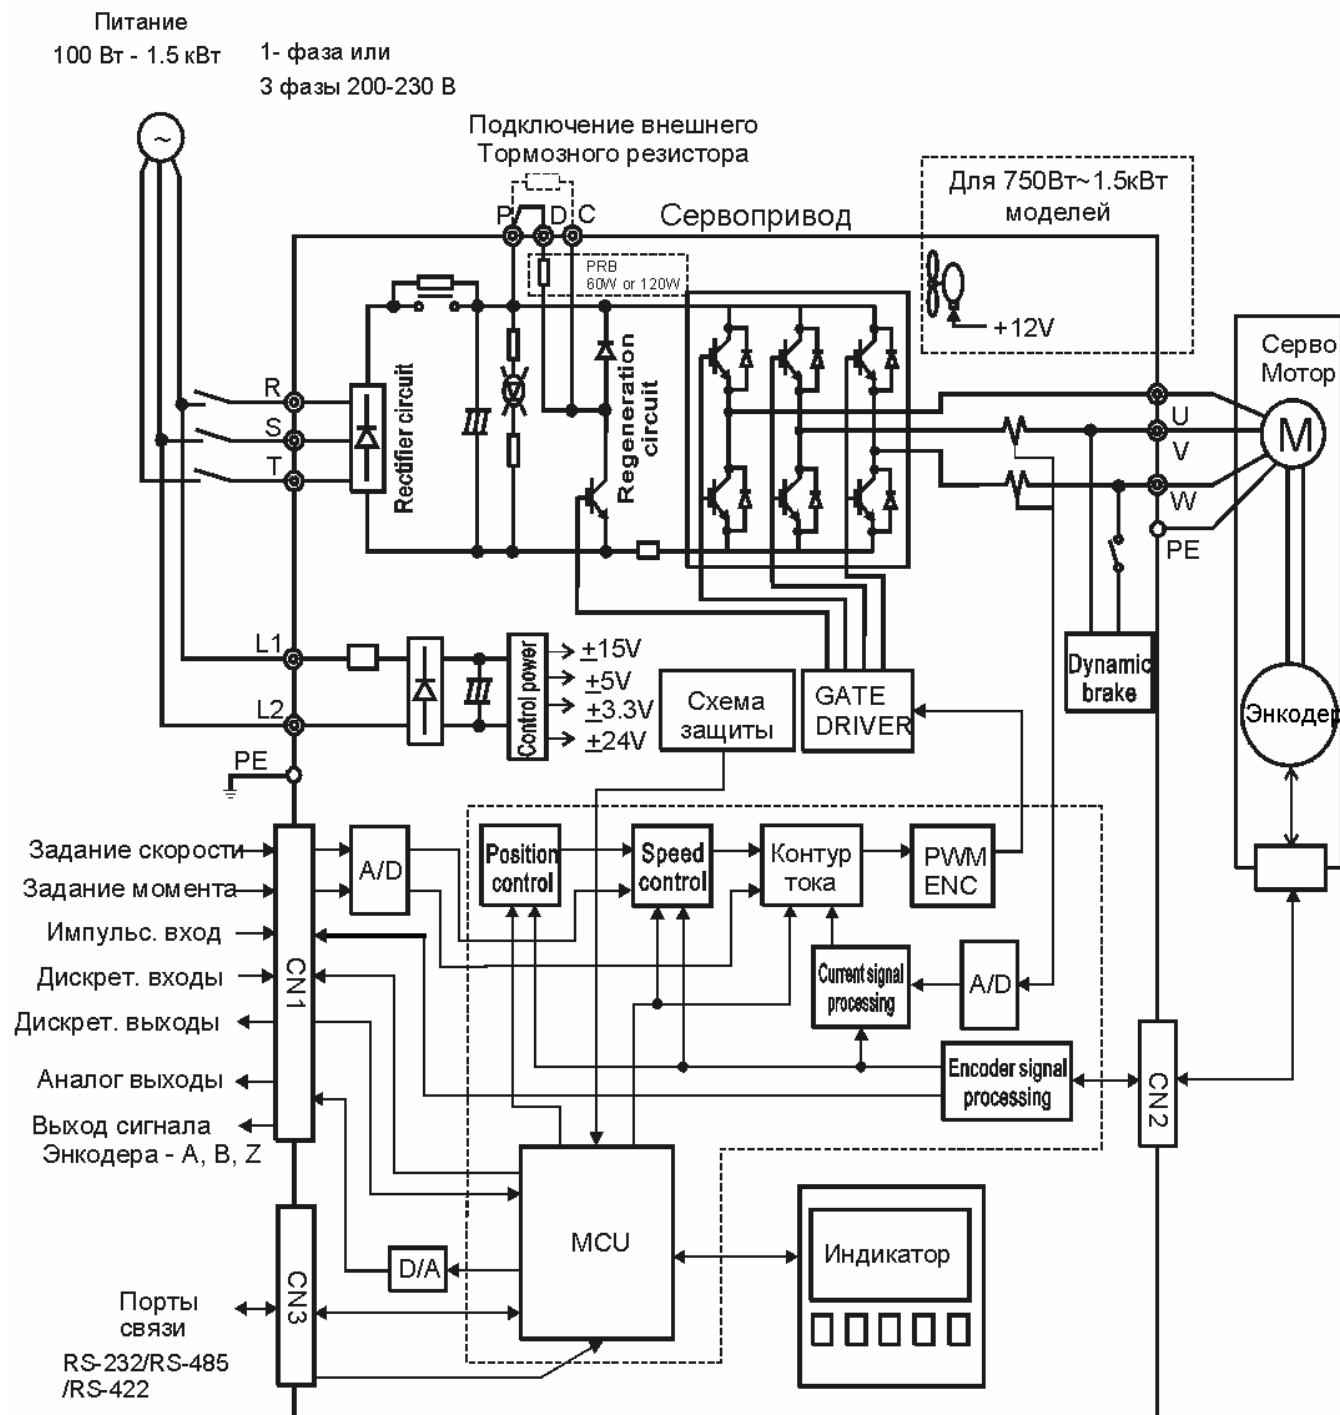 Питание
100 Вт - 1.5 кВт
1- фаза или
3 фазы 200-230 В
~
Подключение внешнего
Тормозного резистора
P D C
Сервопривод
Для 750Вт~1.5кВт
моделей
+12V
PRB
60W or 120W
Серво
Мотор
R
S
T
Rectifier circuit
V
Regeneration
circuit
U
V
W
PE
M
L1
L2
PE
Control power
±15V
±5V
±3.3V
±24V
Схема
защиты
GATE
DRIVER
Dynamic
brake
Энкодер
Задание скорости
Задание момента
Импульс. вход
Дискрет. входы
Дискрет. выходы
Аналог выходы
Выход сигнала
Энкодера - A, B, Z
CN1
A/D
Position
control
Speed
control
Контур
тока
PWM
ENC
Current signal
processing
A/D
Encoder signal
processing
CN2
MCU
D/A
Индикатор
CN3
Порты
связи
RS-232/RS-485
/RS-422